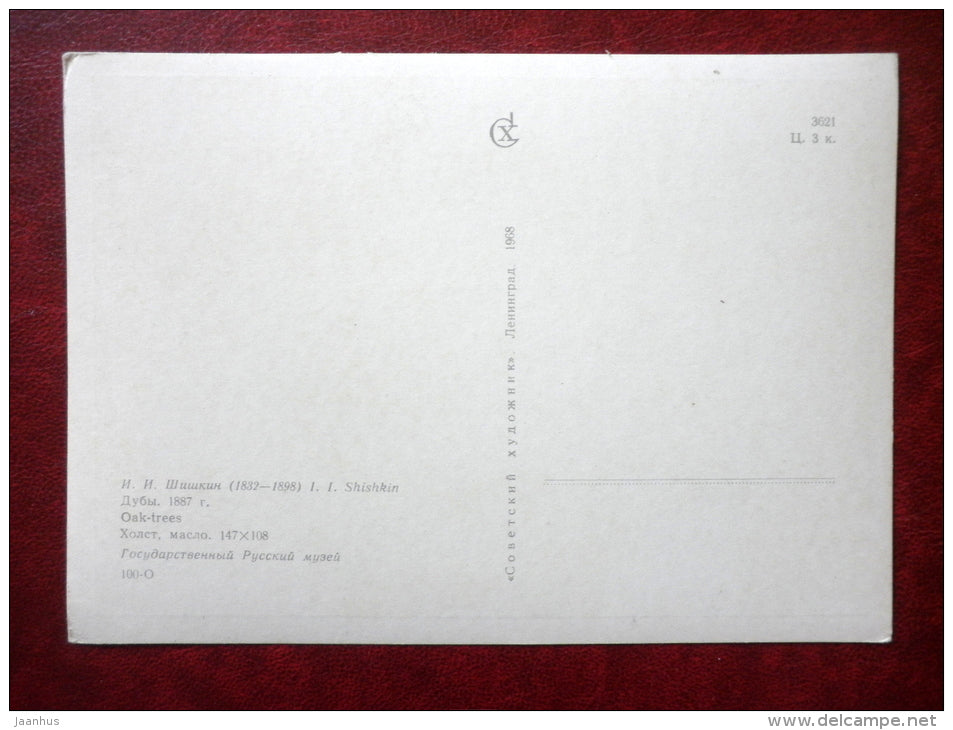 СХ
3621
Ц. 3 к.
«Советский художник». Ленинград. 1968
И. И. Шишкин (1832—1898) I. I. Shishkin
Дубы. 1887 г.
Oak-trees
Холст, масло. 147×108
Государственный Русский музей
100-О
jaanhus
www.delcampe.net